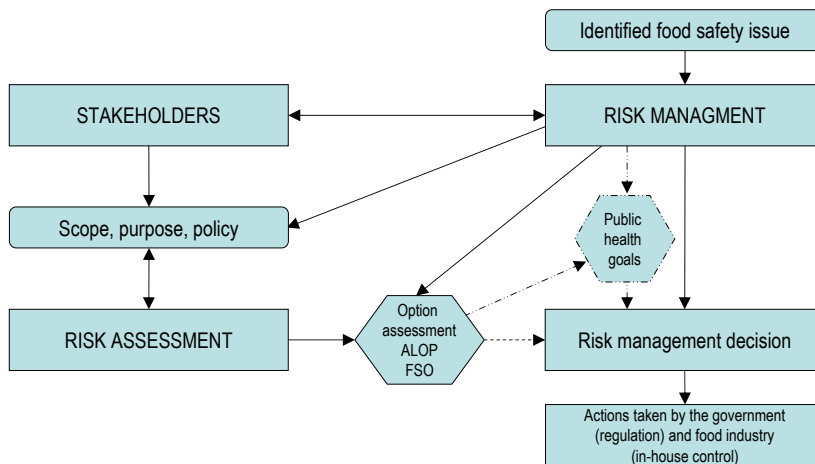 Identified food safety issue
STAKEHOLDERS
RISK MANAGMENT
Scope, purpose, policy
Public
health
goals
RISK ASSESSMENT
Option
assessment
ALOP
FSO
Risk management decision
Actions taken by the government
(regulation) and food industry
(in-house control)